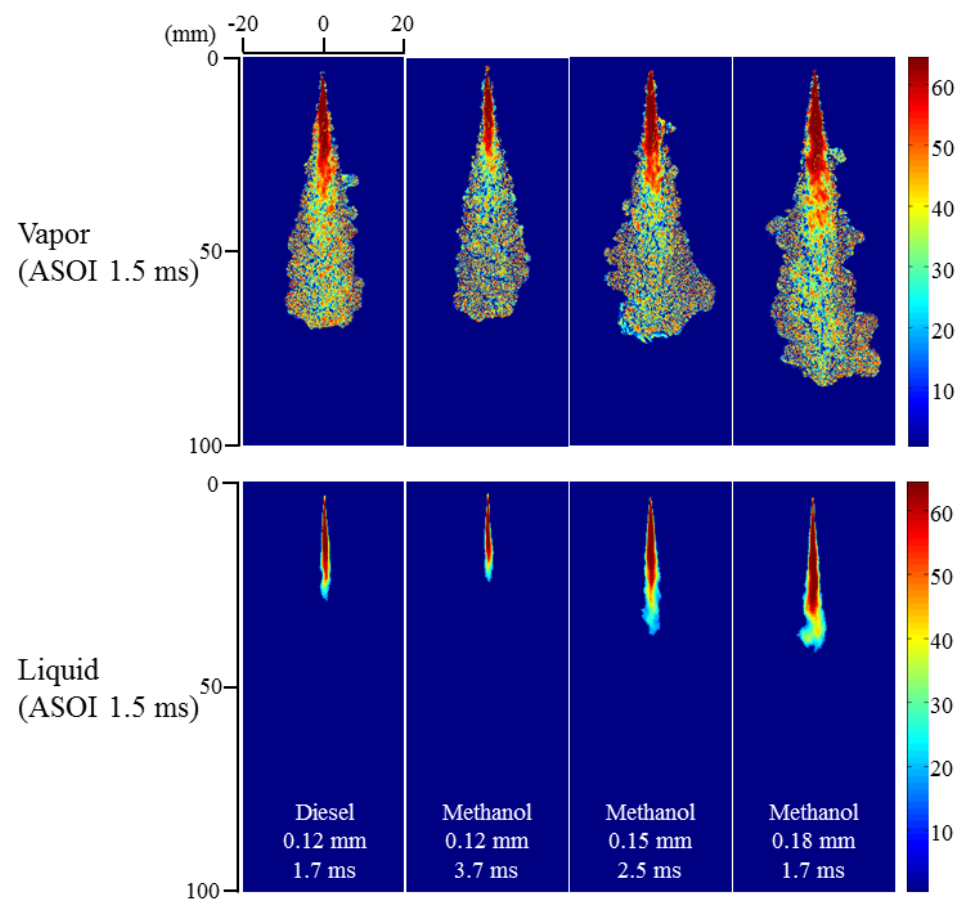 -20 0 20
(mm)
0
60
50
40
30
20
10
Vapor
(ASOI 1.5 ms)
50
100
0
60
50
40
30
20
10
Liquid
(ASOI 1.5 ms)
50
100
Diesel
0.12 mm
1.7 ms
Methanol
0.12 mm
3.7 ms
Methanol
0.15 mm
2.5 ms
Methanol
0.18 mm
1.7 ms